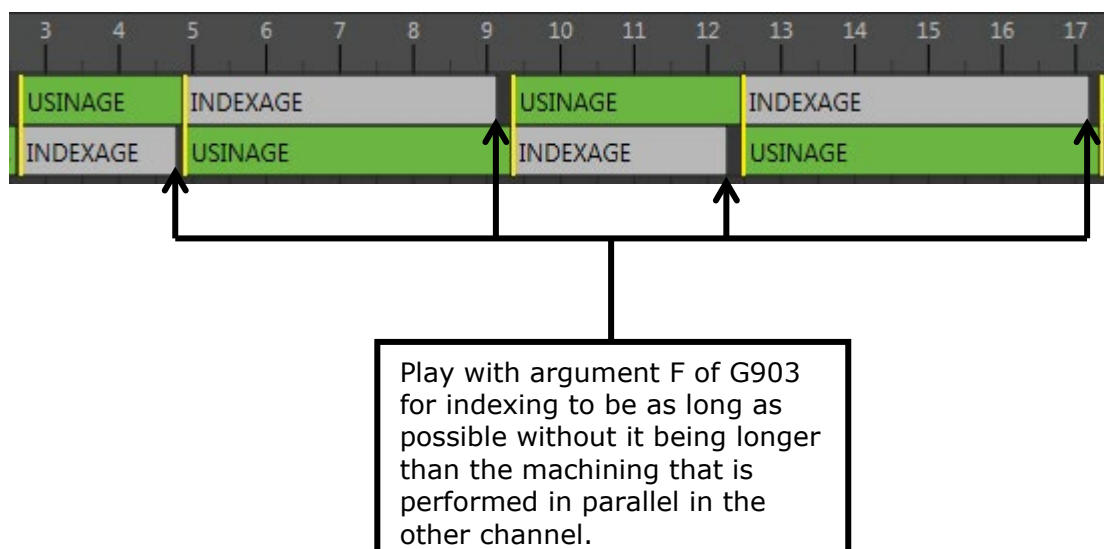 3 4 5 6 7 8 9 10 11 12 13 14 15 16 17
USINAGE INDEXAGE USINAGE INDEXAGE
INDEXAGE USINAGE INDEXAGE USINAGE
Play with argument F of G903
for indexing to be as long as
possible without it being longer
than the machining that is
performed in parallel in the
other channel.